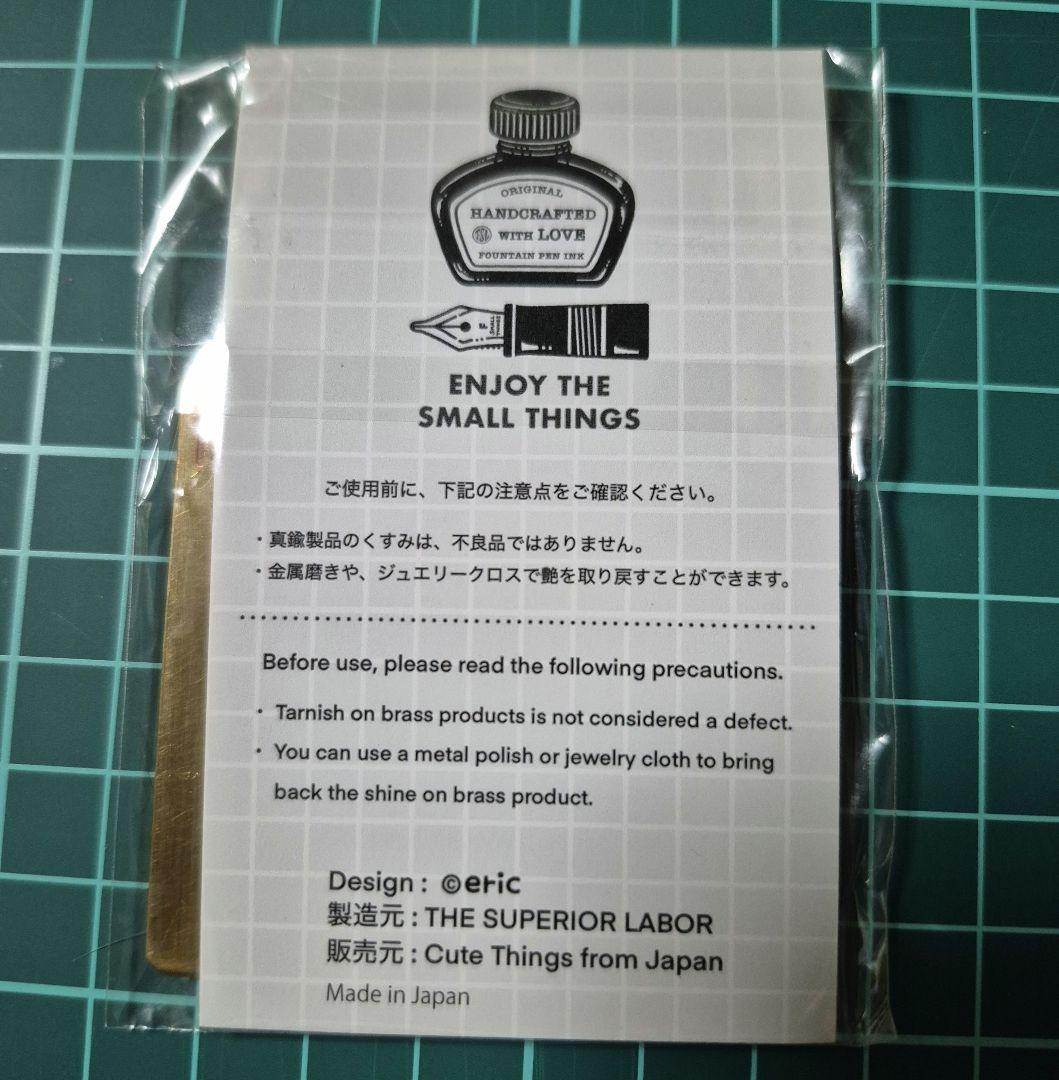 ORIGINAL
HANDCRAFTED
TSL WITH LOVE
FOUNTAIN PEN INK
EF SMALL THINGS
ENJOY THE
SMALL THINGS
ご使用前に、下記の注意点をご確認ください。
・真鍮製品のくすみは、不良品ではありません。
・金属磨きや、ジュエリークロスで艶を取り戻すことができます。
Before use, please read the following precautions.
・ Tarnish on brass products is not considered a defect.
・ You can use a metal polish or jewelry cloth to bring
back the shine on brass product.
Design : ©eric
製造元 : THE SUPERIOR LABOR
販売元 : Cute Things from Japan
Made in Japan